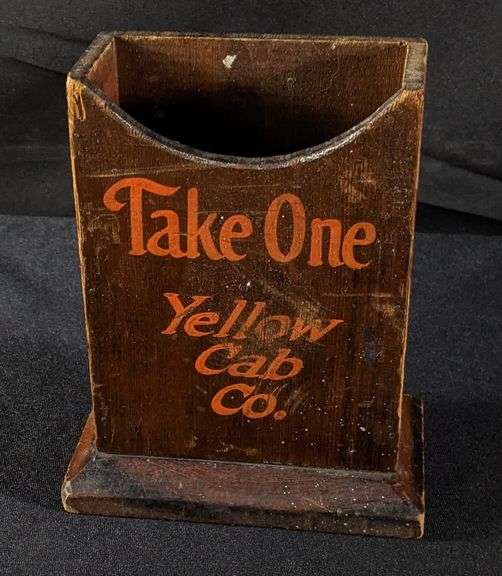 Take One
Yellow
Cab
Co.